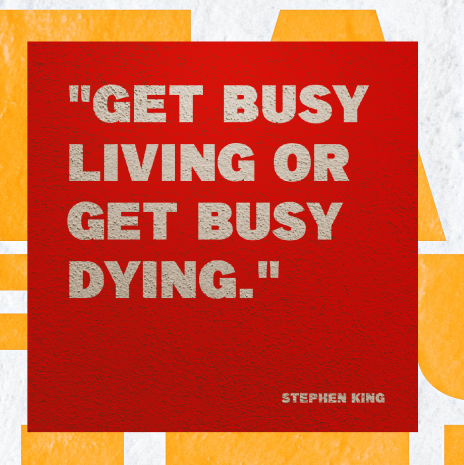 "GET BUSY
LIVING OR
GET BUSY
DYING."
STEPHEN KING